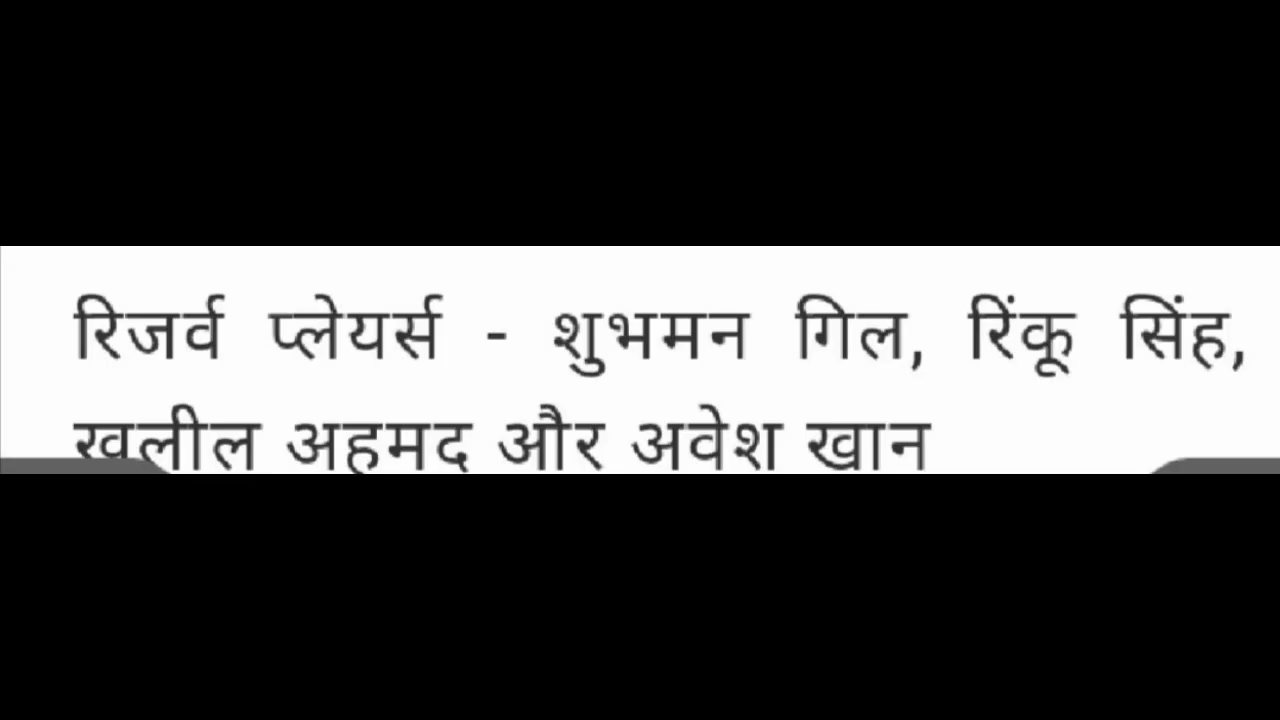 रिजर्व प्लेयर्स - शुभमन गिल, रिंकू सिंह,
खलील अहमद और अवेश खान